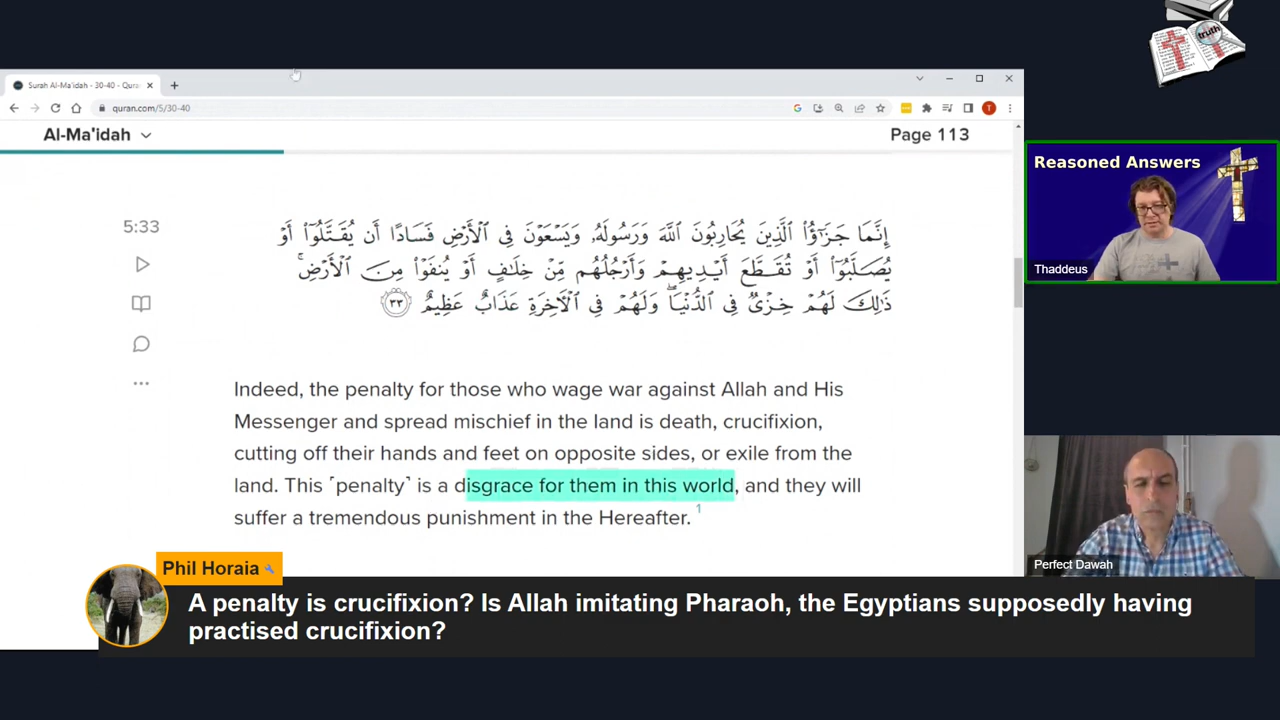 truth
Surah Al-Ma'idah - 30-40 - Qura
quran.com/5/30-40
Al-Ma'idah
Page 113
Reasoned Answers
Thaddeus
5:33
إِنَّمَا جَزَٰٓؤُا۟ ٱلَّذِينَ يُحَارِبُونَ ٱللَّهَ وَرَسُولَهُۥ وَيَسْعَوْنَ فِى ٱلْأَرْضِ فَسَادًا أَن يُقَتَّلُوٓا۟ أَوْ
يُصَلَّبُوٓا۟ أَوْ تُقَطَّعَ أَيْدِيهِمْ وَأَرْجُلُهُم مِّنْ خِلَـٰفٍ أَوْ يُنفَوْا۟ مِنَ ٱلْأَرْضِ ۚ
ذَٰلِكَ لَهُمْ خِزْىٌ فِى ٱلدُّنْيَا ۖ وَلَهُمْ فِى ٱلْـَٔاخِرَةِ عَذَابٌ عَظِيمٌ ٣٣
Indeed, the penalty for those who wage war against Allah and His
Messenger and spread mischief in the land is death, crucifixion,
cutting off their hands and feet on opposite sides, or exile from the
land. This ˹penalty˺ is a disgrace for them in this world, and they will
suffer a tremendous punishment in the Hereafter. 1
Perfect Dawah
Phil Horaia
A penalty is crucifixion? Is Allah imitating Pharaoh, the Egyptians supposedly having
practised crucifixion?